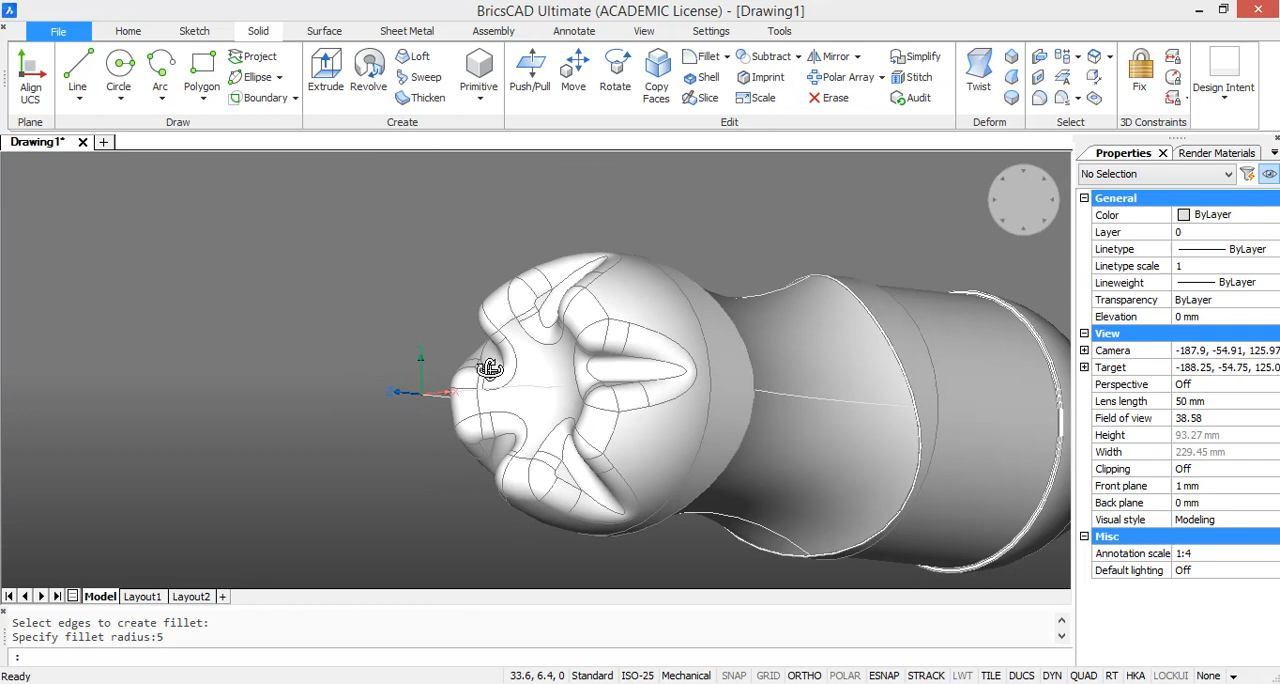 BricsCAD Ultimate (ACADEMIC License) - [Drawing1]
File Home Sketch Solid Surface Sheet Metal Assembly Annotate View Settings Tools
Align UCS
Plane
Line Circle Arc Polygon
Project
Ellipse
Boundary
Draw
Extrude Revolve
Loft
Sweep
Thicken
Primitive
Create
Push/Pull Move Rotate Copy Faces
Fillet
Shell
Slice
Subtract
Imprint
Scale
Mirror
Polar Array
Erase
Simplify
Stitch
Audit
Edit
Twist
Deform
Select
Fix
3D Constraints
Design Intent
Drawing1*
Properties Render Materials
No Selection
General
Color ByLayer
Layer 0
Linetype ByLayer
Linetype scale 1
Lineweight ByLayer
Transparency ByLayer
Elevation 0 mm
View
Camera -187.9, -54.91, 125.97
Target -188.25, -54.75, 125.0
Perspective Off
Lens length 50 mm
Field of view 38.58
Height 93.27 mm
Width 229.45 mm
Clipping Off
Front plane 1 mm
Back plane 0 mm
Visual style Modeling
Misc
Annotation scale 1:4
Default lighting Off
Model Layout1 Layout2 +
Select edges to create fillet:
Specify fillet radius:5
:
Ready 33.6, 6.4, 0 Standard ISO-25 Mechanical SNAP GRID ORTHO POLAR ESNAP STRACK LWT TILE DUCS DYN QUAD RT HKA LOCKUI None